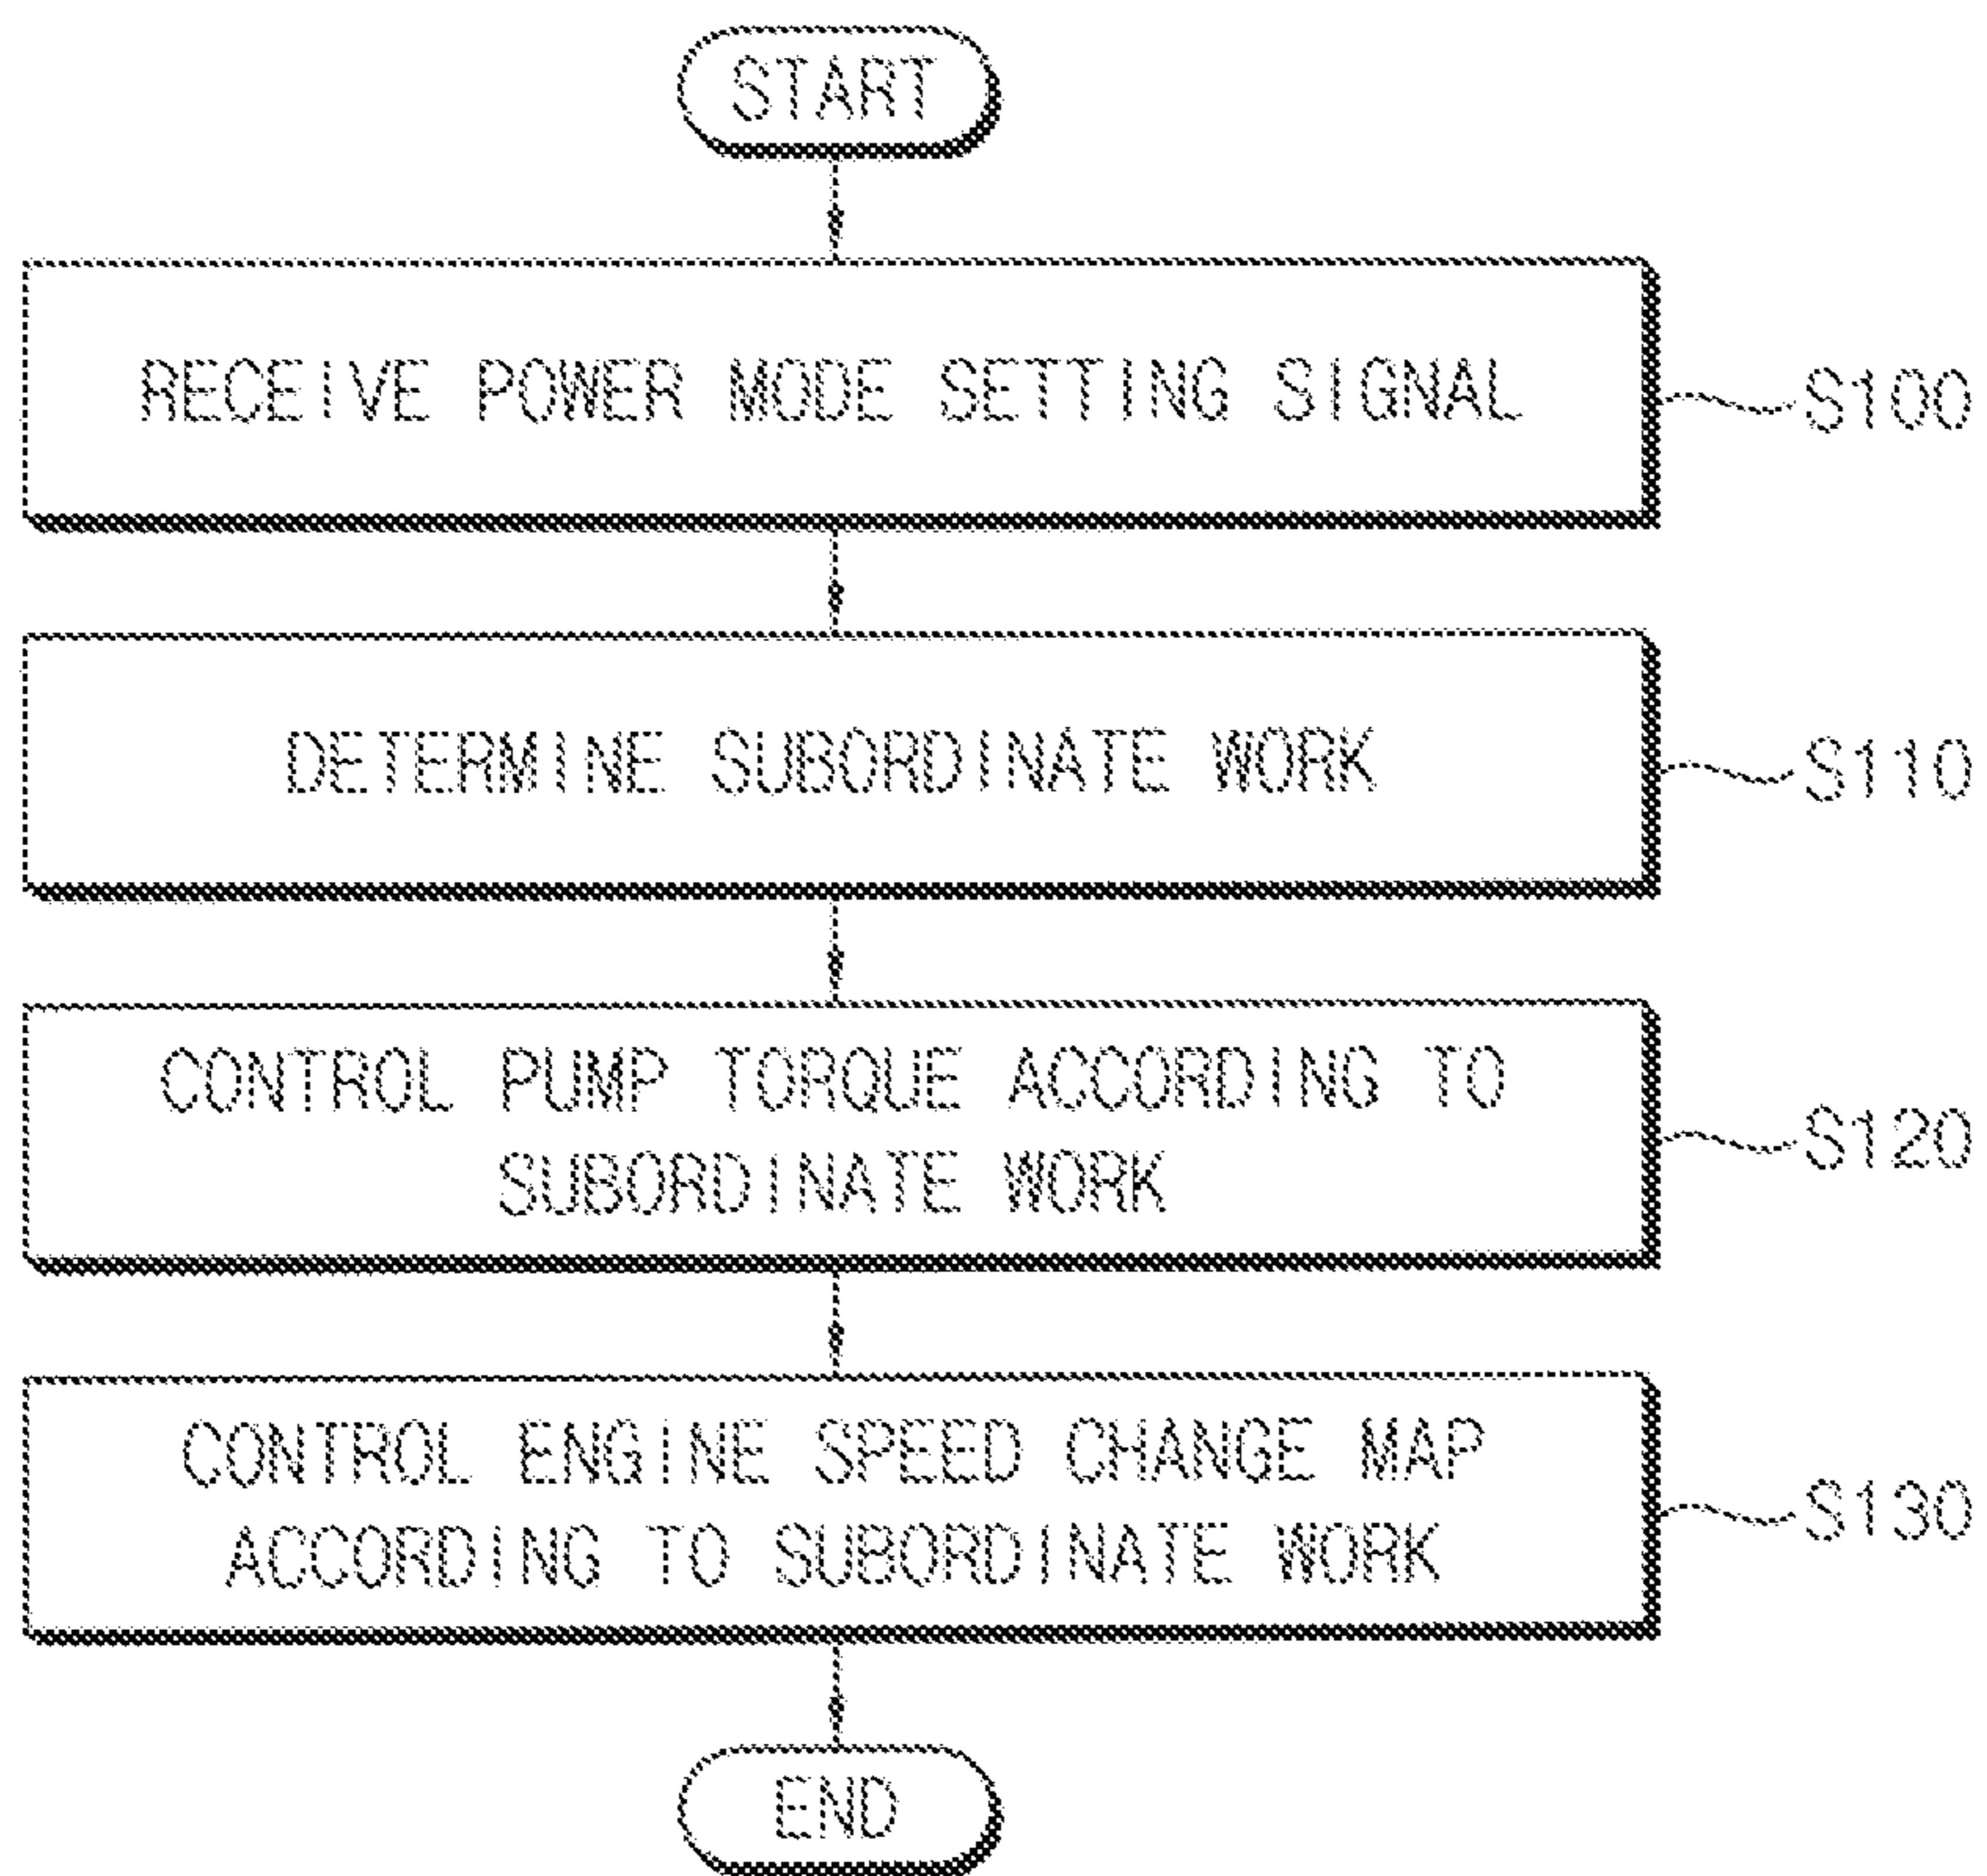 START
RECEIVE POWER MODE SETTING SIGNAL
S100
DETERMINE SUBORDINATE WORK
S110
CONTROL PUMP TORQUE ACCORDING TO
SUBORDINATE WORK
S120
CONTROL ENGINE SPEED CHANGE MAP
ACCORDING TO SUBORDINATE WORK
S130
END